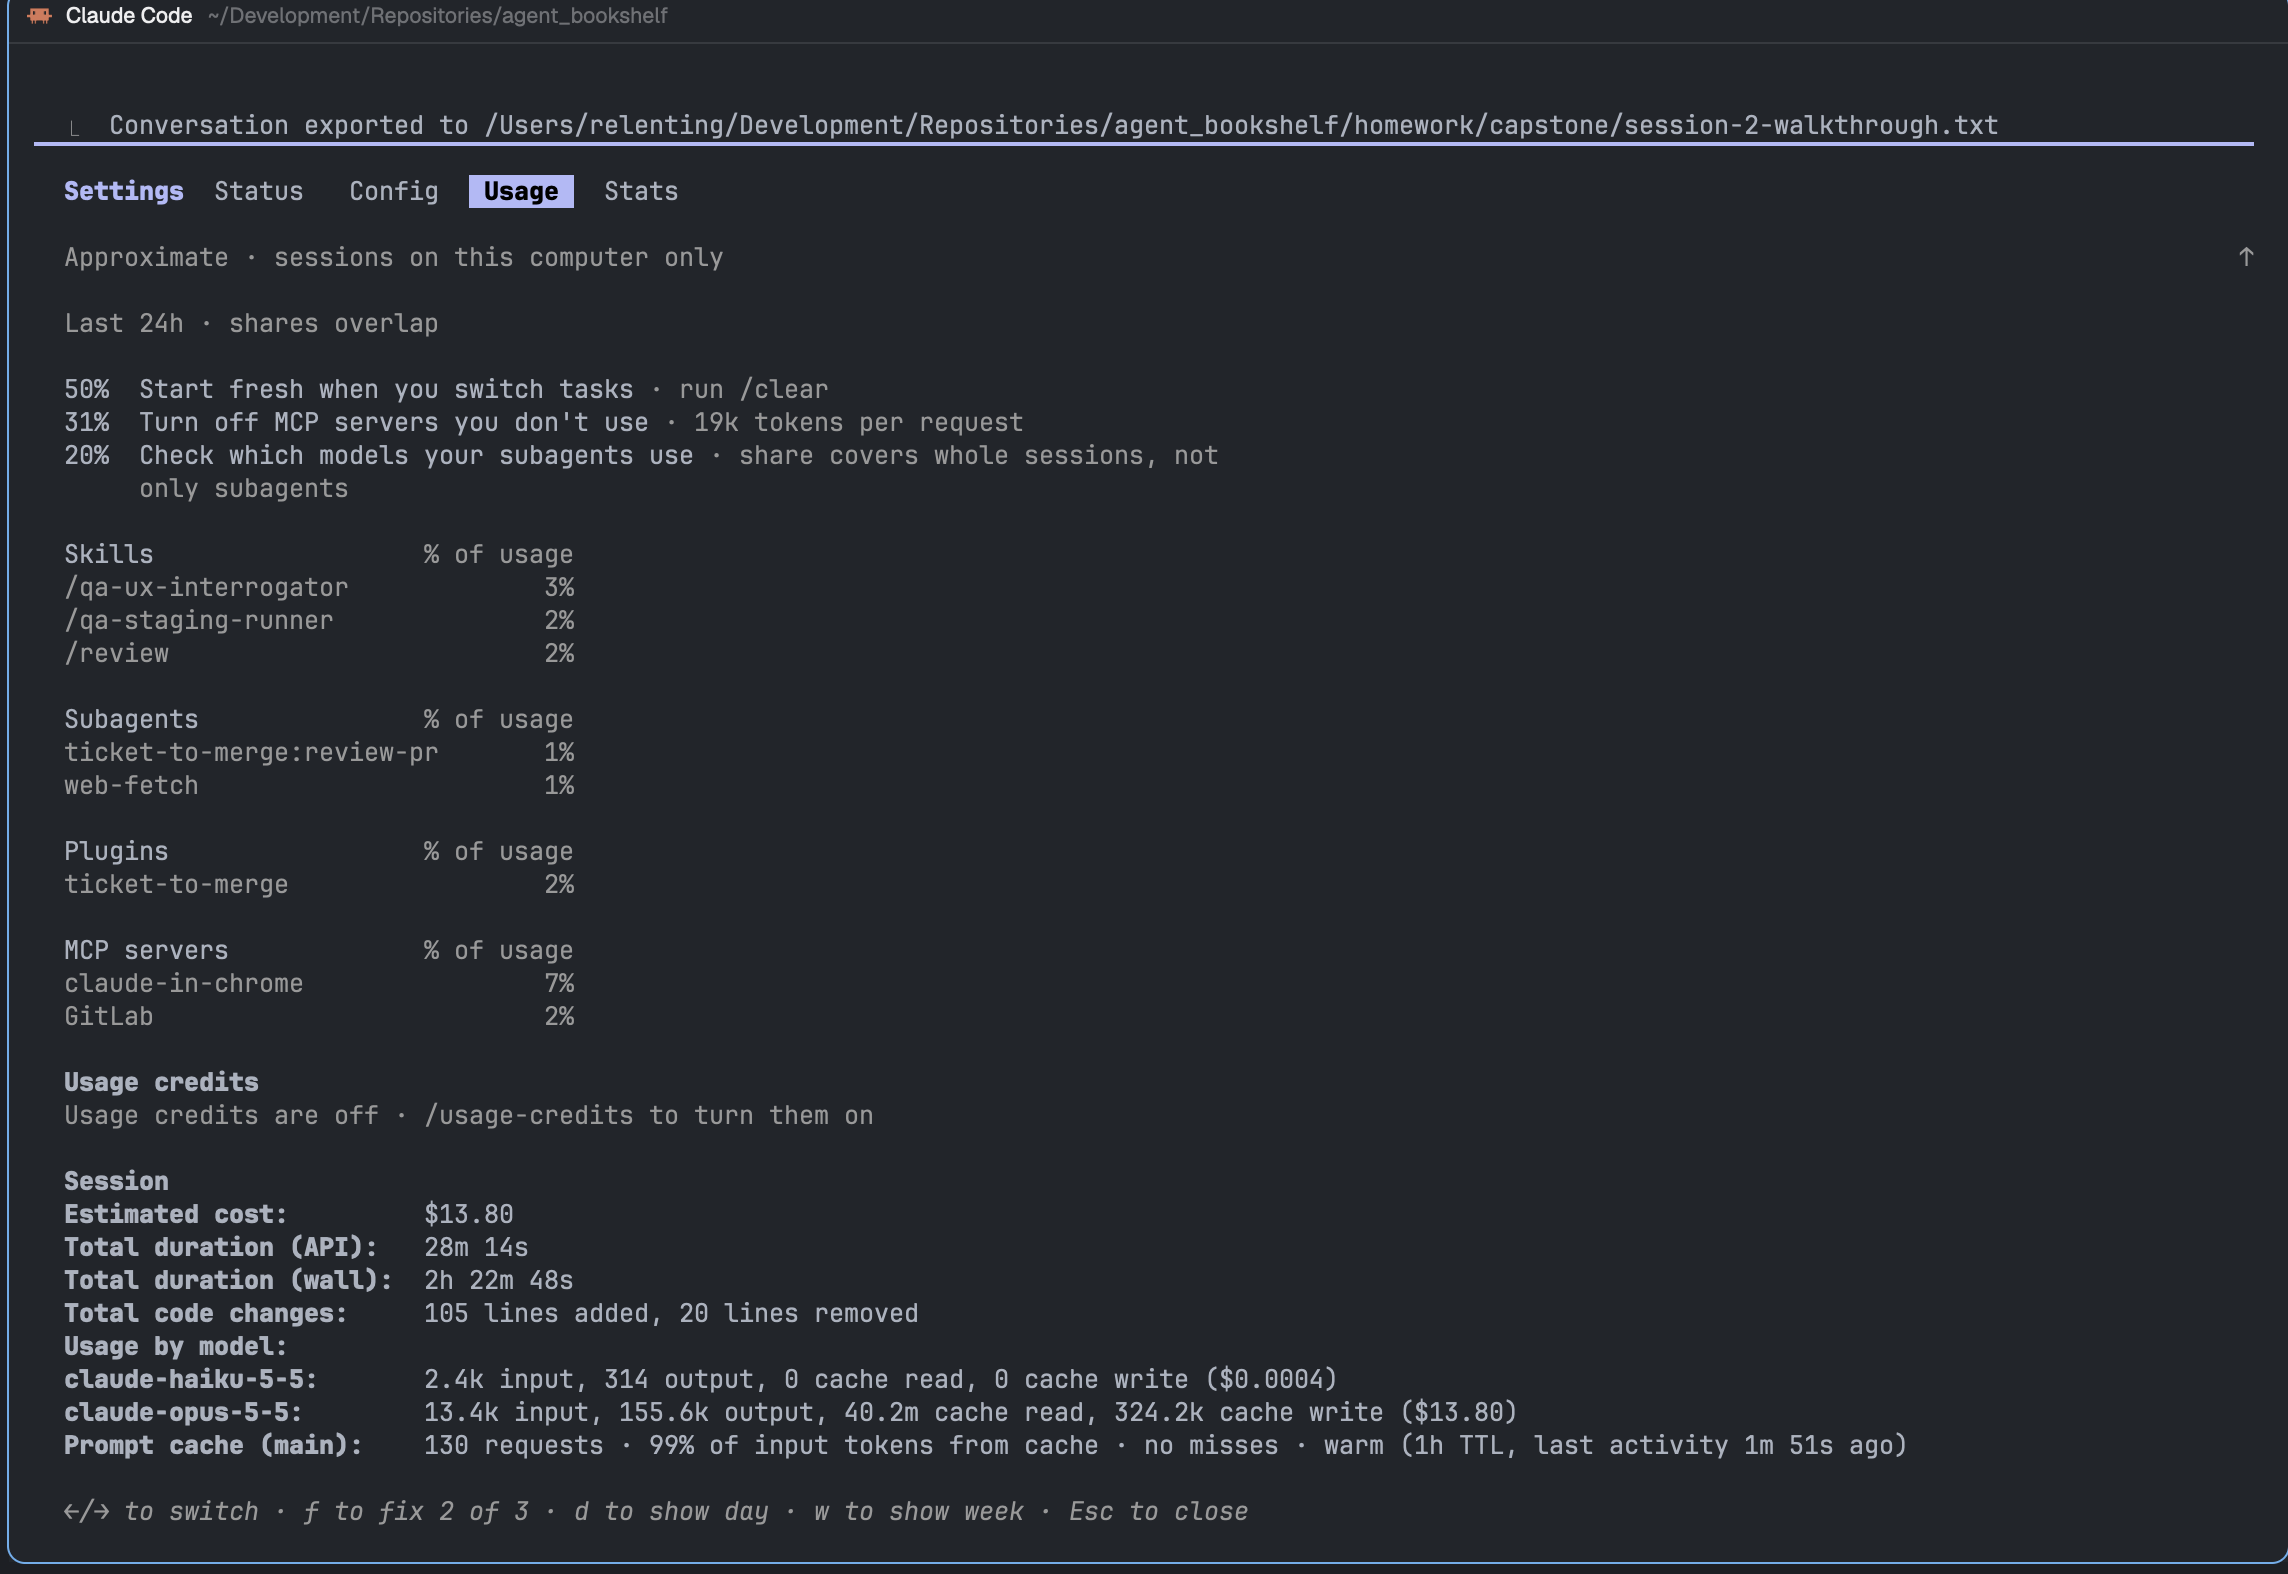 Claude Code ~/Development/Repositories/agent_bookshelf
⎿ Conversation exported to /Users/relenting/Development/Repositories/agent_bookshelf/homework/capstone/session-2-walkthrough.txt
Settings Status Config Usage Stats
Approximate · sessions on this computer only ↑
Last 24h · shares overlap
50% Start fresh when you switch tasks · run /clear
31% Turn off MCP servers you don't use · 19k tokens per request
20% Check which models your subagents use · share covers whole sessions, not
only subagents
Skills % of usage
/qa-ux-interrogator 3%
/qa-staging-runner 2%
/review 2%
Subagents % of usage
ticket-to-merge:review-pr 1%
web-fetch 1%
Plugins % of usage
ticket-to-merge 2%
MCP servers % of usage
claude-in-chrome 7%
GitLab 2%
Usage credits
Usage credits are off · /usage-credits to turn them on
Session
Estimated cost: $13.80
Total duration (API): 28m 14s
Total duration (wall): 2h 22m 48s
Total code changes: 105 lines added, 20 lines removed
Usage by model:
claude-haiku-5-5: 2.4k input, 314 output, 0 cache read, 0 cache write ($0.0004)
claude-opus-5-5: 13.4k input, 155.6k output, 40.2m cache read, 324.2k cache write ($13.80)
Prompt cache (main): 130 requests · 99% of input tokens from cache · no misses · warm (1h TTL, last activity 1m 51s ago)
←/→ to switch · f to fix 2 of 3 · d to show day · w to show week · Esc to close